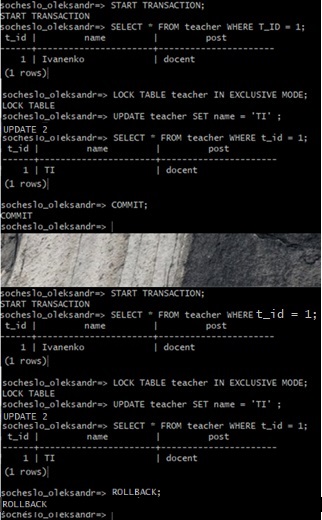 socheslo_oleksandr=> START TRANSACTION;
START TRANSACTION
socheslo_oleksandr=> SELECT * FROM teacher WHERE T_ID = 1;
t_id | name | post
------+----------------------+----------------------
1 | Ivanenko | docent
(1 rows)
socheslo_oleksandr=> LOCK TABLE teacher IN EXCLUSIVE MODE;
LOCK TABLE
socheslo_oleksandr=> UPDATE teacher SET name = 'TI' ;
UPDATE 2
socheslo_oleksandr=> SELECT * FROM teacher WHERE t_id = 1;
t_id | name | post
------+----------------------+----------------------
1 | TI | docent
(1 rows)
socheslo_oleksandr=> COMMIT;
COMMIT
socheslo_oleksandr=>
socheslo_oleksandr=> START TRANSACTION;
START TRANSACTION
socheslo_oleksandr=> SELECT * FROM teacher WHERE t_id = 1;
t_id | name | post
------+----------------------+----------------------
1 | Ivanenko | docent
(1 rows)
socheslo_oleksandr=> LOCK TABLE teacher IN EXCLUSIVE MODE;
LOCK TABLE
socheslo_oleksandr=> UPDATE teacher SET name = 'TI' ;
UPDATE 2
socheslo_oleksandr=> SELECT * FROM teacher WHERE t_id = 1;
t_id | name | post
------+----------------------+----------------------
1 | TI | docent
(1 rows)
socheslo_oleksandr=> ROLLBACK;
ROLLBACK
socheslo_oleksandr=>